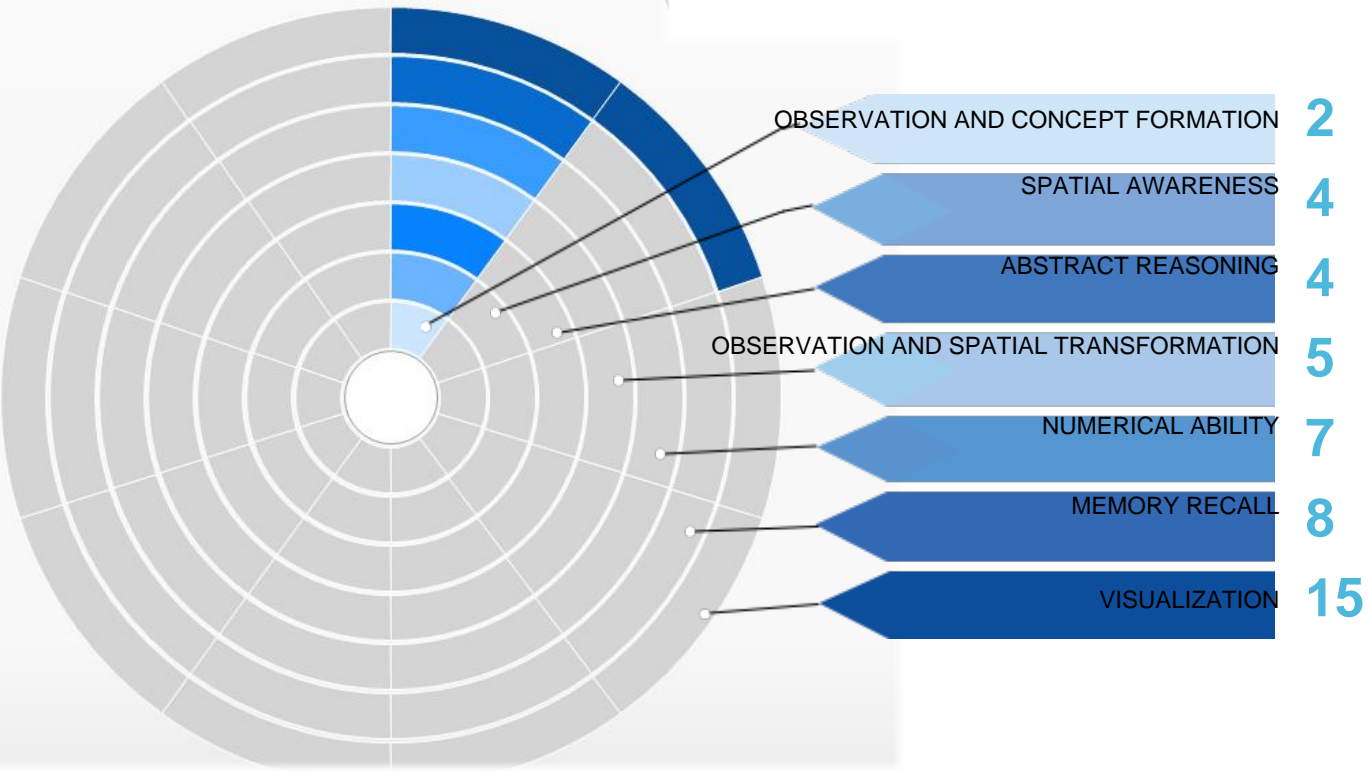 OBSERVATION AND CONCEPT FORMATION 2
SPATIAL AWARENESS 4
ABSTRACT REASONING 4
OBSERVATION AND SPATIAL TRANSFORMATION 5
NUMERICAL ABILITY 7
MEMORY RECALL 8
VISUALIZATION 15